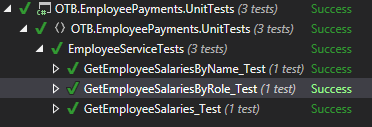 OTB.EmployeePayments.UnitTests (3 tests) Success
OTB.EmployeePayments.UnitTests (3 tests) Success
EmployeeServiceTests (3 tests) Success
GetEmployeeSalariesByName_Test (1 test) Success
GetEmployeeSalariesByRole_Test (1 test) Success
GetEmployeeSalaries_Test (1 test) Success